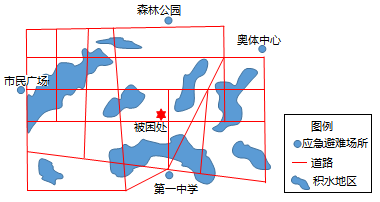 森林公园
奥体中心
市民广场
被困处
第一中学
图例
应急避难场所
道路
积水地区